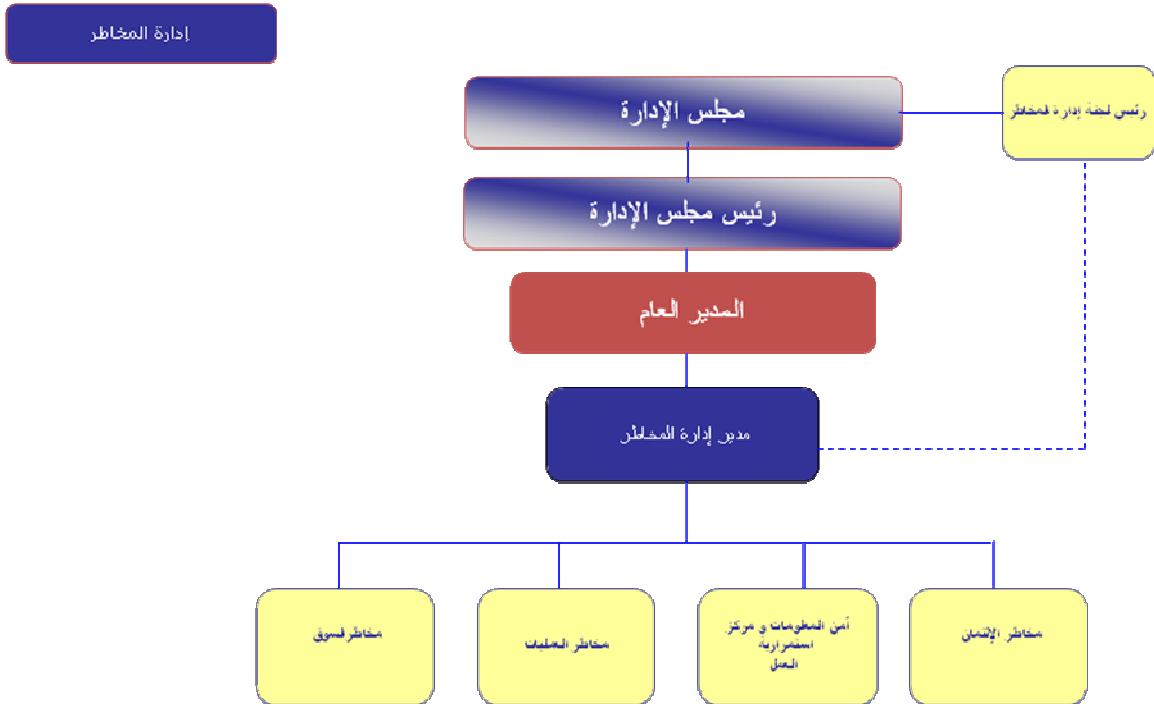 إدارة المخاطر
مجلس الإدارة
رئيس لجنة إدارة المخاطر
رئيس مجلس الإدارة
المدير العام
مدير إدارة المخاطر
مخاطر الإئتمان
أمن المعلومات و مركز
استمرارية
العمل
مخاطر العمليات
مخاطر السوق